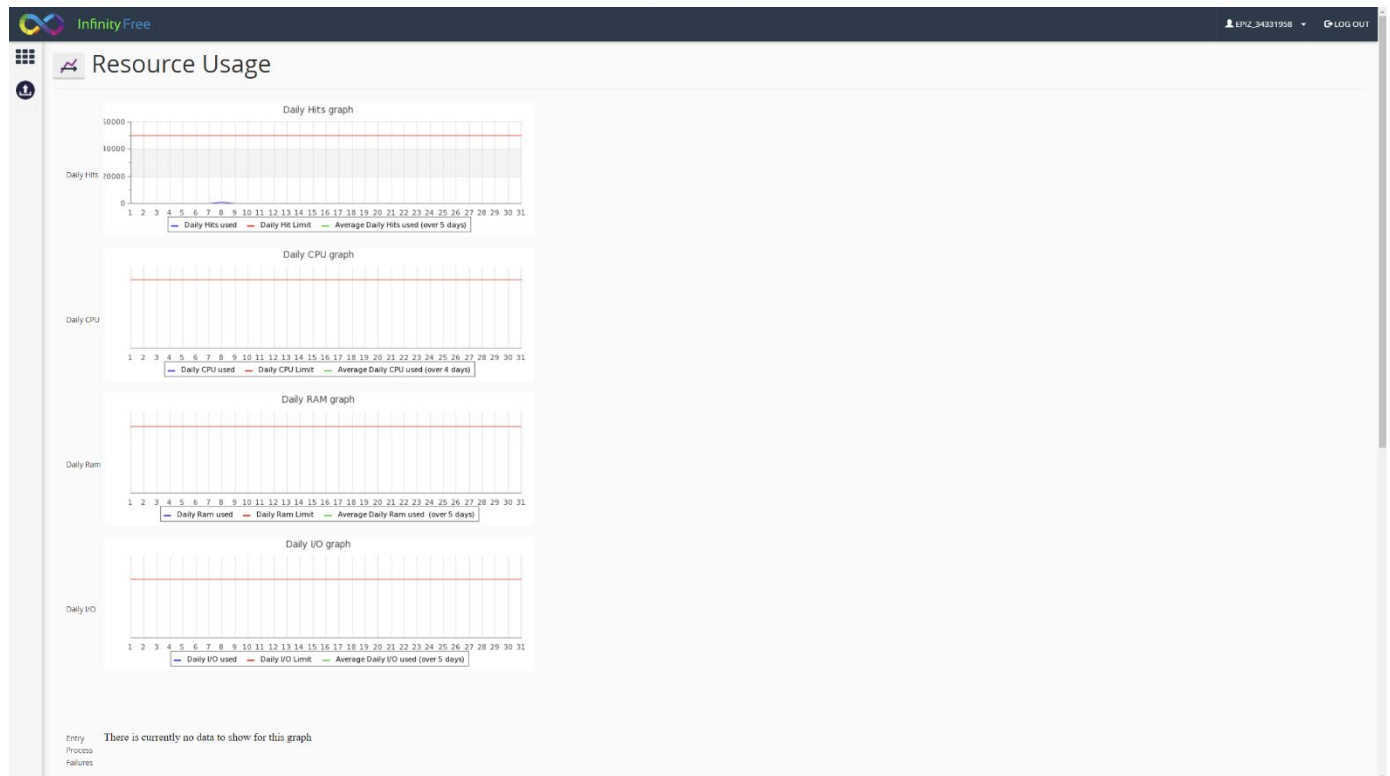 InfinityFree
EPIZ_34331958
LOG OUT
Resource Usage
Daily Hits graph
Daily Hits
20000
0
1 2 3 4 5 6 7 8 9 10 11 12 13 14 15 16 17 18 19 20 21 22 23 24 25 26 27 28 29 30 31
Daily Hits used Daily Hit Limit Average Daily Hits used (over 5 days)
Daily CPU graph
Daily CPU
1 2 3 4 5 6 7 8 9 10 11 12 13 14 15 16 17 18 19 20 21 22 23 24 25 26 27 28 29 30 31
Daily CPU used Daily CPU Limit Average Daily CPU used (over 4 days)
Daily RAM graph
Daily Ram
1 2 3 4 5 6 7 8 9 10 11 12 13 14 15 16 17 18 19 20 21 22 23 24 25 26 27 28 29 30 31
Daily Ram used Daily Ram Limit Average Daily Ram used (over 5 days)
Daily I/O graph
Daily I/O
1 2 3 4 5 6 7 8 9 10 11 12 13 14 15 16 17 18 19 20 21 22 23 24 25 26 27 28 29 30 31
Daily I/O used Daily I/O Limit Average Daily I/O used (over 5 days)
Entry
Process
Failures
There is currently no data to show for this graph